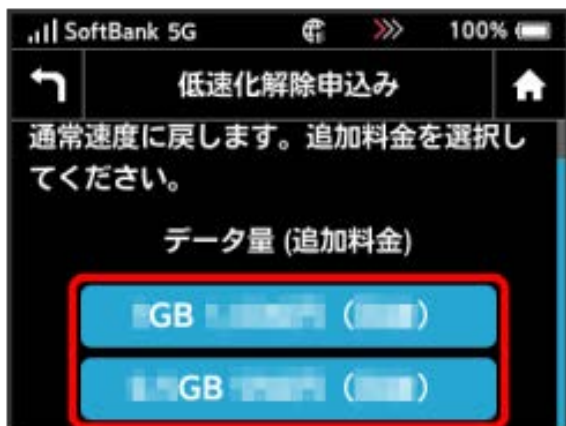 SoftBank 5G 100%
低速化解除申込み
通常速度に戻します。追加料金を選択し
てください。
データ量 (追加料金)
GB ( )
GB ( )